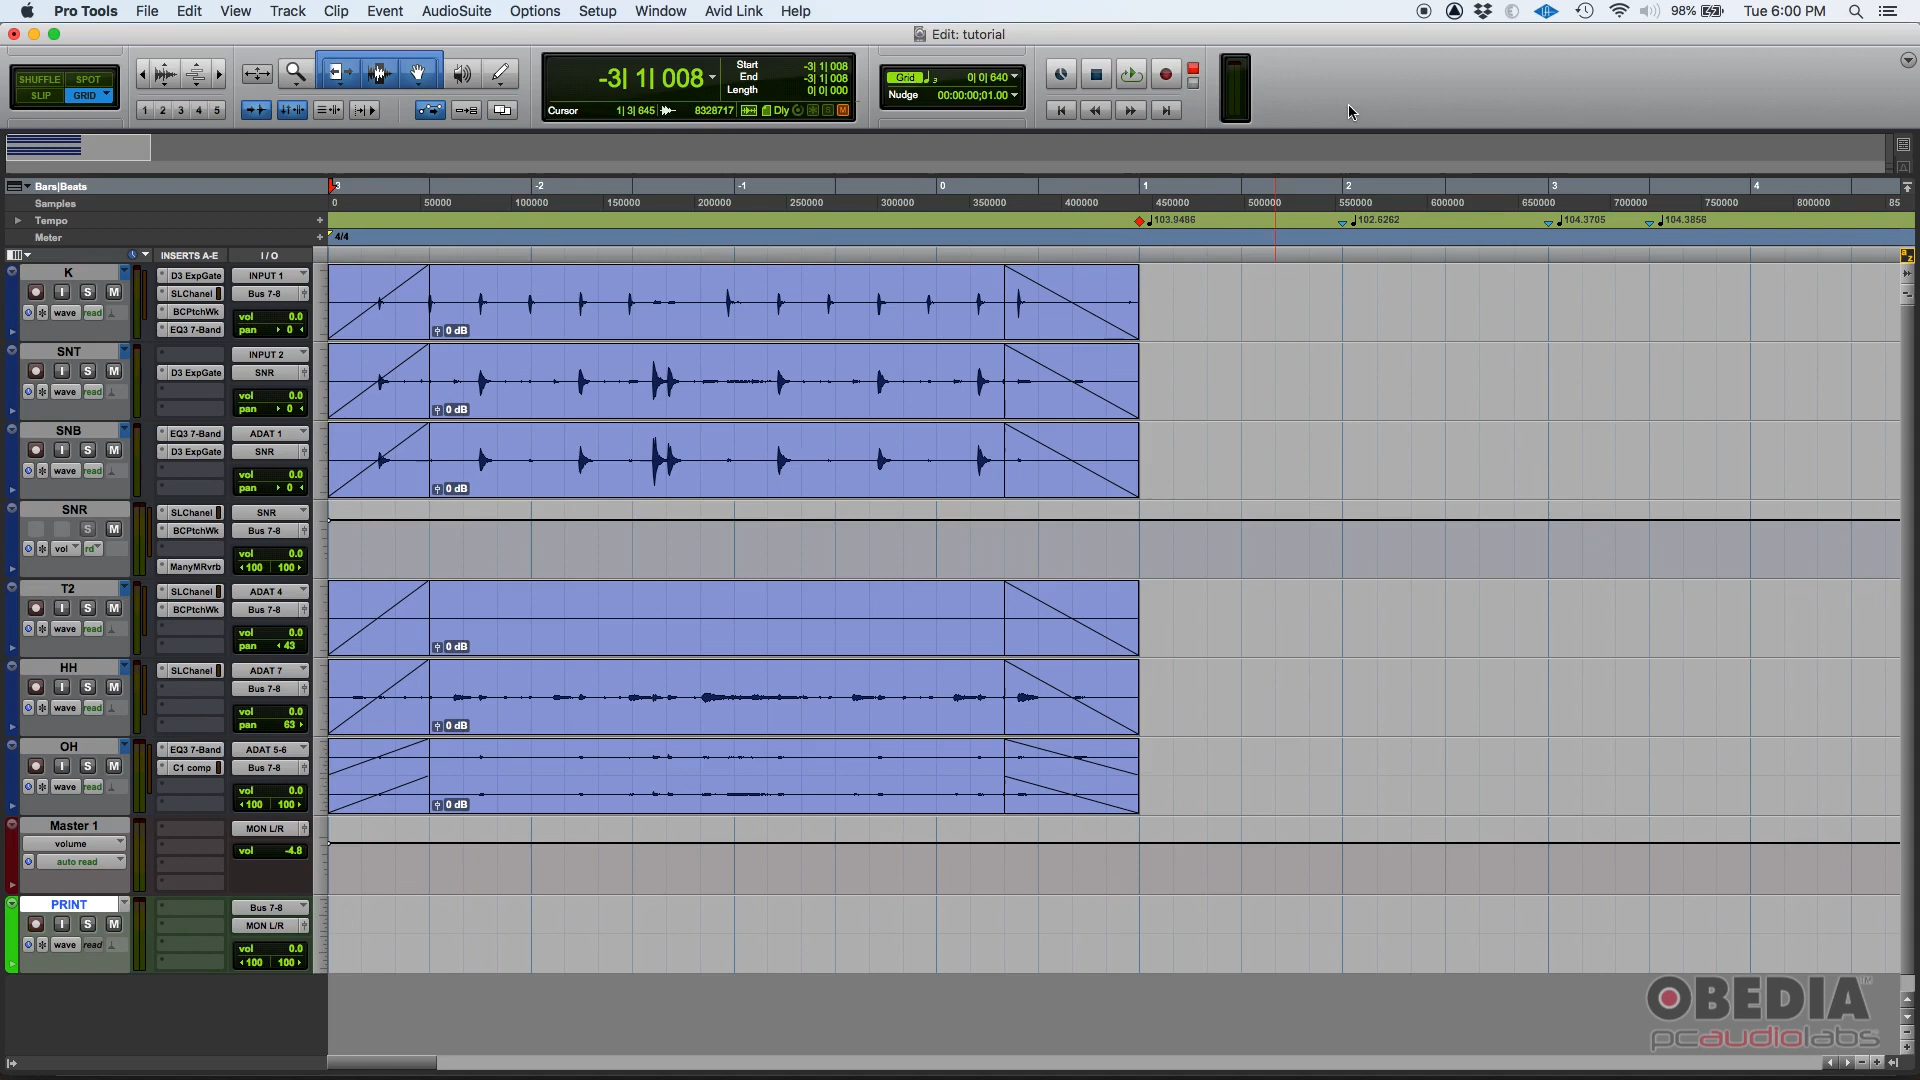 Pro Tools File Edit View Track Clip Event AudioSuite Options Setup Window Avid Link Help 98% Tue 6:00 PM
Edit: tutorial
SHUFFLE SPOT
SLIP GRID
1 2 3 4 5
-3| 1| 008
Start -3| 1| 008
End -3| 1| 008
Length 0| 0| 000
Cursor 1| 3| 645 8328717 Dly
Grid 0| 0| 640
Nudge 00:00:00;01.00
Bars|Beats 3 -2 -1 0 1 2 3 4
Samples 0 50000 100000 150000 200000 250000 300000 350000 400000 450000 500000 550000 600000 650000 700000 750000 800000 85
Tempo + 103.9486 102.6262 104.3705 104.3856
Meter + 4/4
INSERTS A-E I / O
K D3 ExpGate INPUT 1
I S M SLChanel Bus 7-8
wave read BCPtchWk vol 0.0
EQ3 7-Band pan 0
0 dB
SNT INPUT 2
I S M D3 ExpGate SNR
wave read vol 0.0
pan 0
0 dB
SNB EQ3 7-Band ADAT 1
I S M D3 ExpGate SNR
wave read vol 0.0
pan 0
0 dB
SNR SLChanel SNR
S M BCPtchWk Bus 7-8
vol rd vol 0.0
ManyMRvrb 100 100
T2 SLChanel ADAT 4
I S M BCPtchWk Bus 7-8
wave read vol 0.0
pan 43
0 dB
HH SLChanel ADAT 7
I S M Bus 7-8
wave read vol 0.0
pan 63
0 dB
OH EQ3 7-Band ADAT 5-6
I S M C1 comp Bus 7-8
wave read vol 0.0
100 100
0 dB
Master 1 MON L/R
volume vol -4.8
auto read
PRINT Bus 7-8
I S M MON L/R
wave read vol 0.0
100 100
OBEDIA™
pcaudiolabs